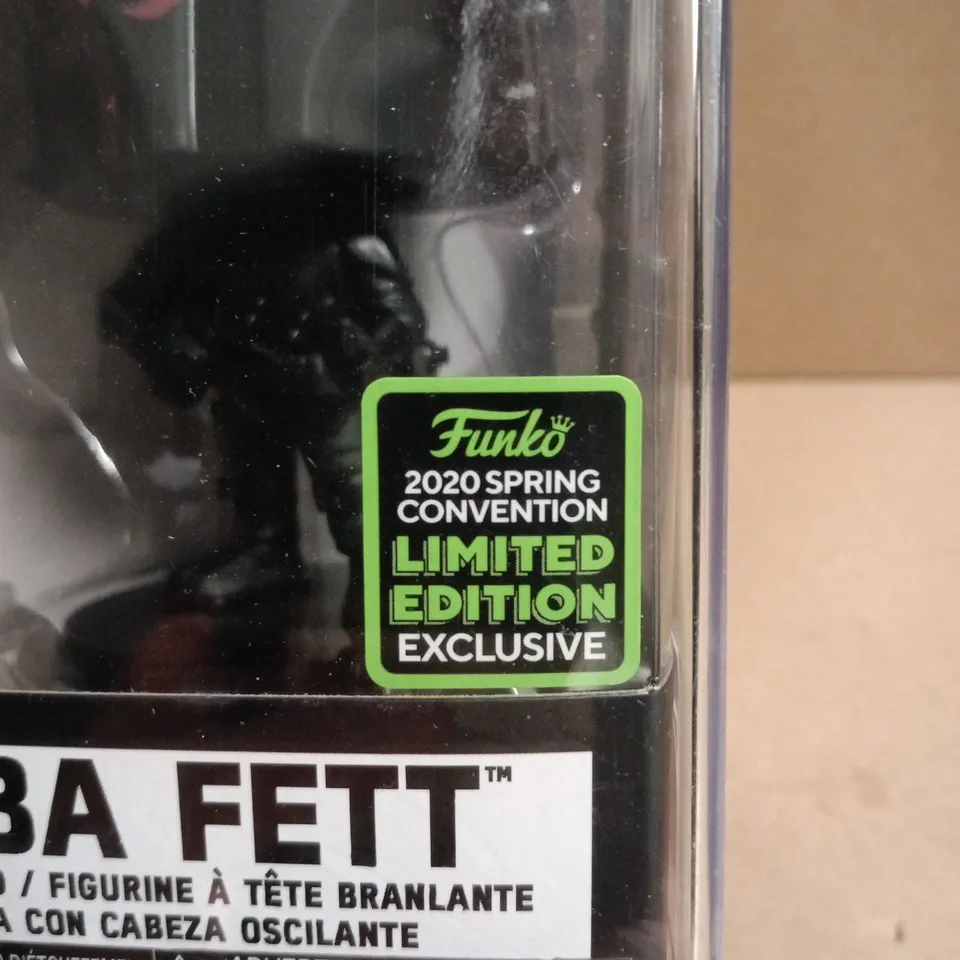 Funko
2020 SPRING
CONVENTION
LIMITED
EDITION
EXCLUSIVE
BA FETT™
/ FIGURINE À TÊTE BRANLANTE
A CON CABEZA OSCILANTE